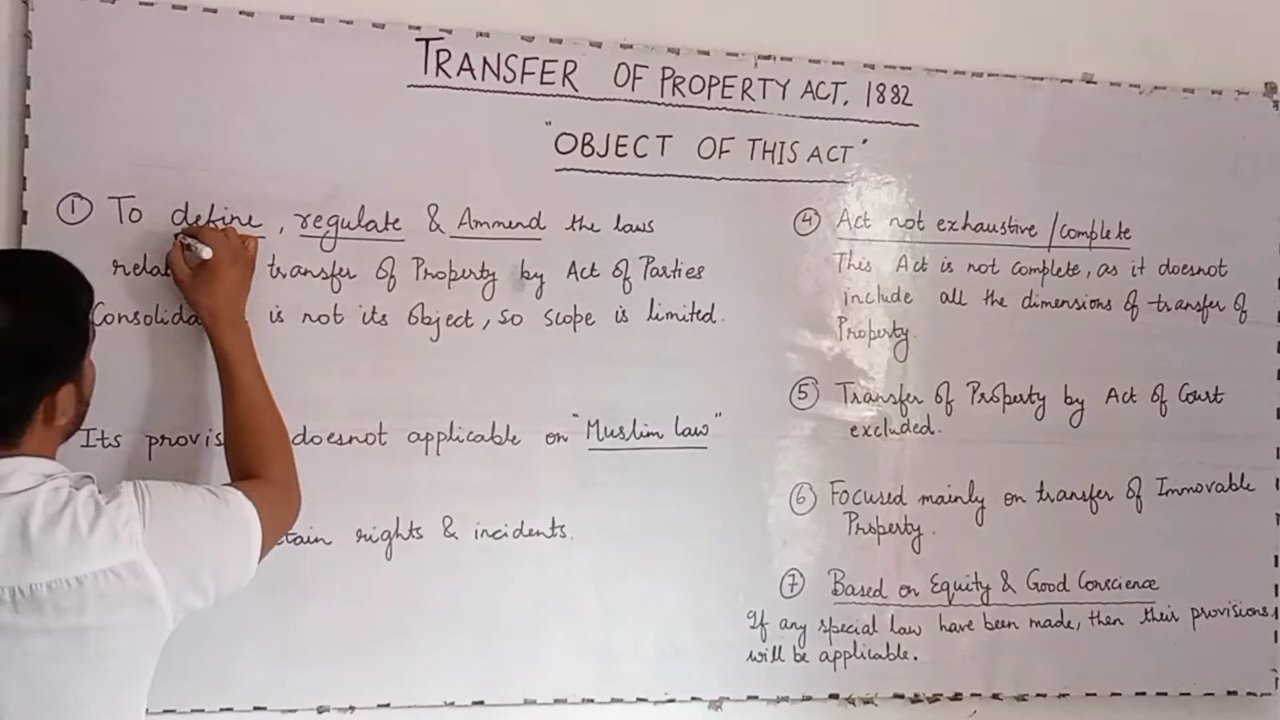 TRANSFER OF PROPERTY ACT, 1882
"OBJECT OF THIS ACT"
① To define, regulate & Ammend the laws
transfer of Property by Act of Parties
is not its object, so scope is limited.
Its doesnot applicable on "Muslim law"
rights & incidents.
④ Act not exhaustive/complete
This Act is not complete, as it doesnot
include all the dimensions of transfer of
Property.
⑤ Transfer of Property by Act of Court
excluded.
⑥ Focused mainly on transfer of Immovable
Property.
⑦ Based on Equity & Good Conscience
If any special law have been made, then their provisions
will be applicable.